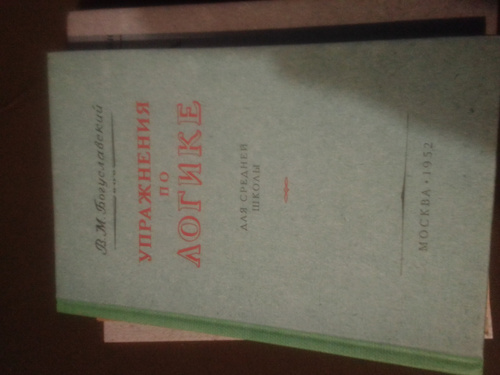 В. М. Богуславский
УПРАЖНЕНИЯ
ПО
ЛОГИКЕ
ДЛЯ СРЕДНЕЙ
ШКОЛЫ
МОСКВА • 1952